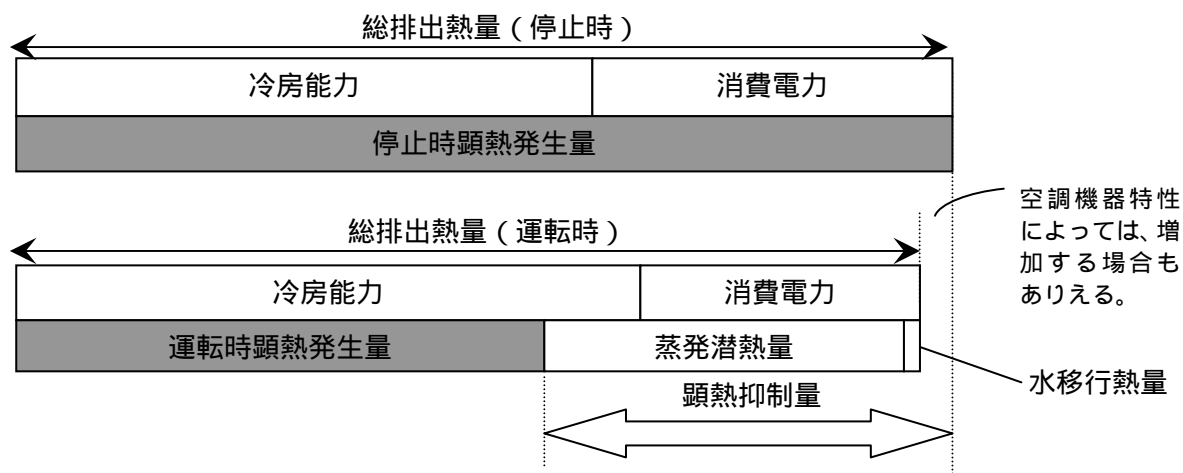 総排出熱量（停止時）
冷房能力
消費電力
停止時顕熱発生量
総排出熱量（運転時）
空調機器特性
によっては、増
加する場合も
ありえる。
冷房能力
消費電力
運転時顕熱発生量
蒸発潜熱量
水移行熱量
顕熱抑制量